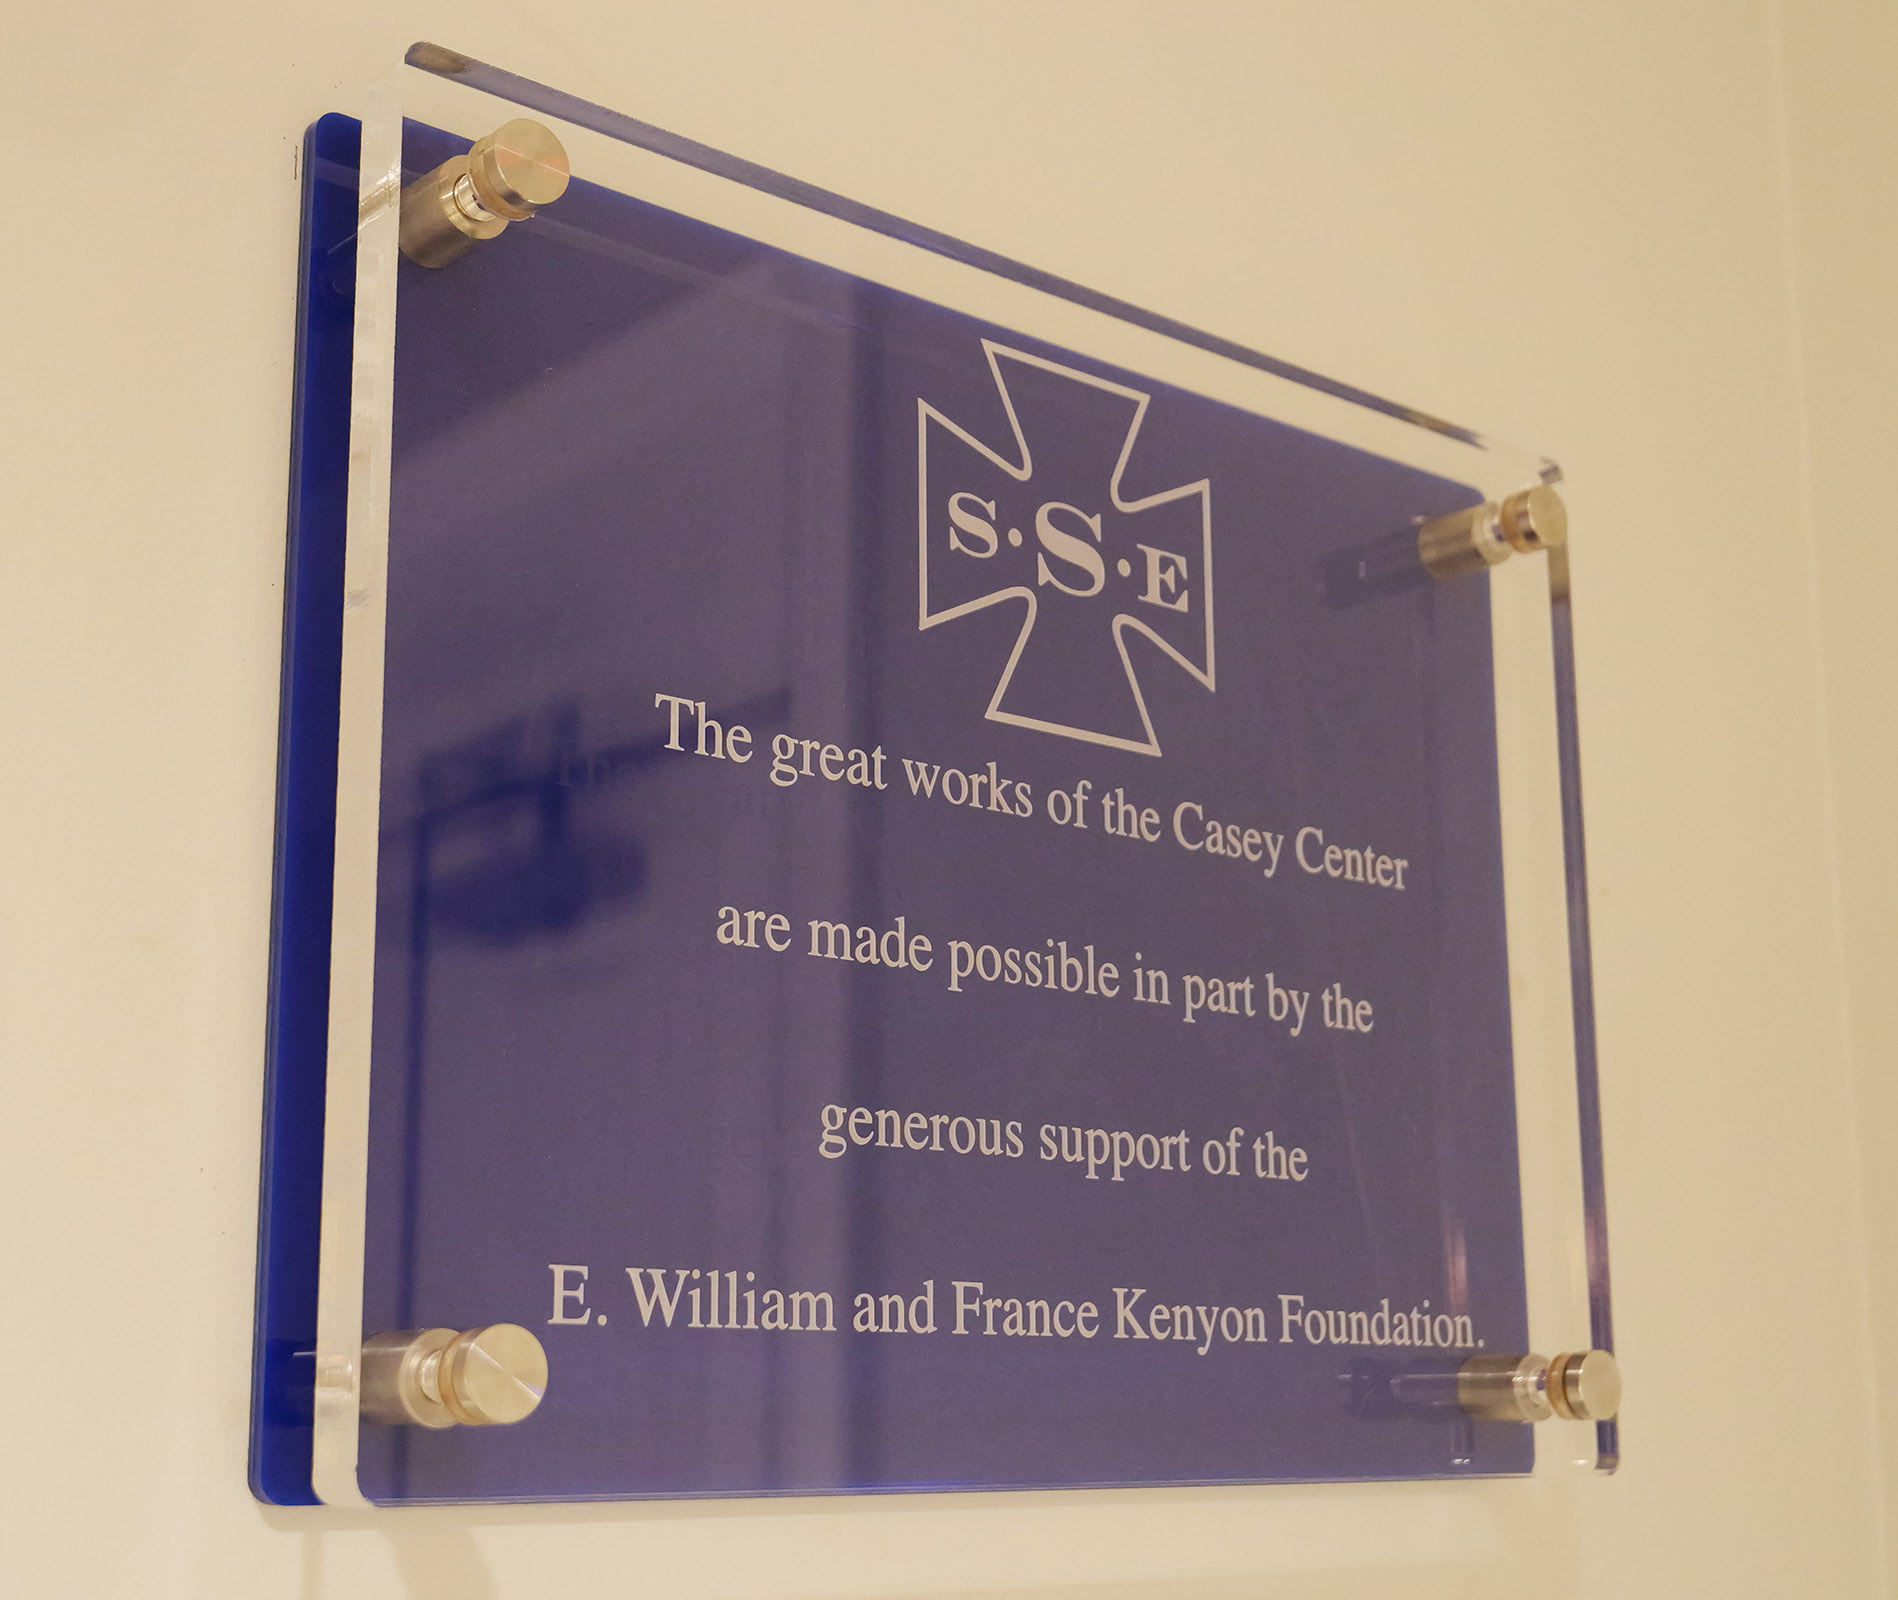 S·S·E
The great works of the Casey Center
are made possible in part by the
generous support of the
E. William and France Kenyon Foundation.